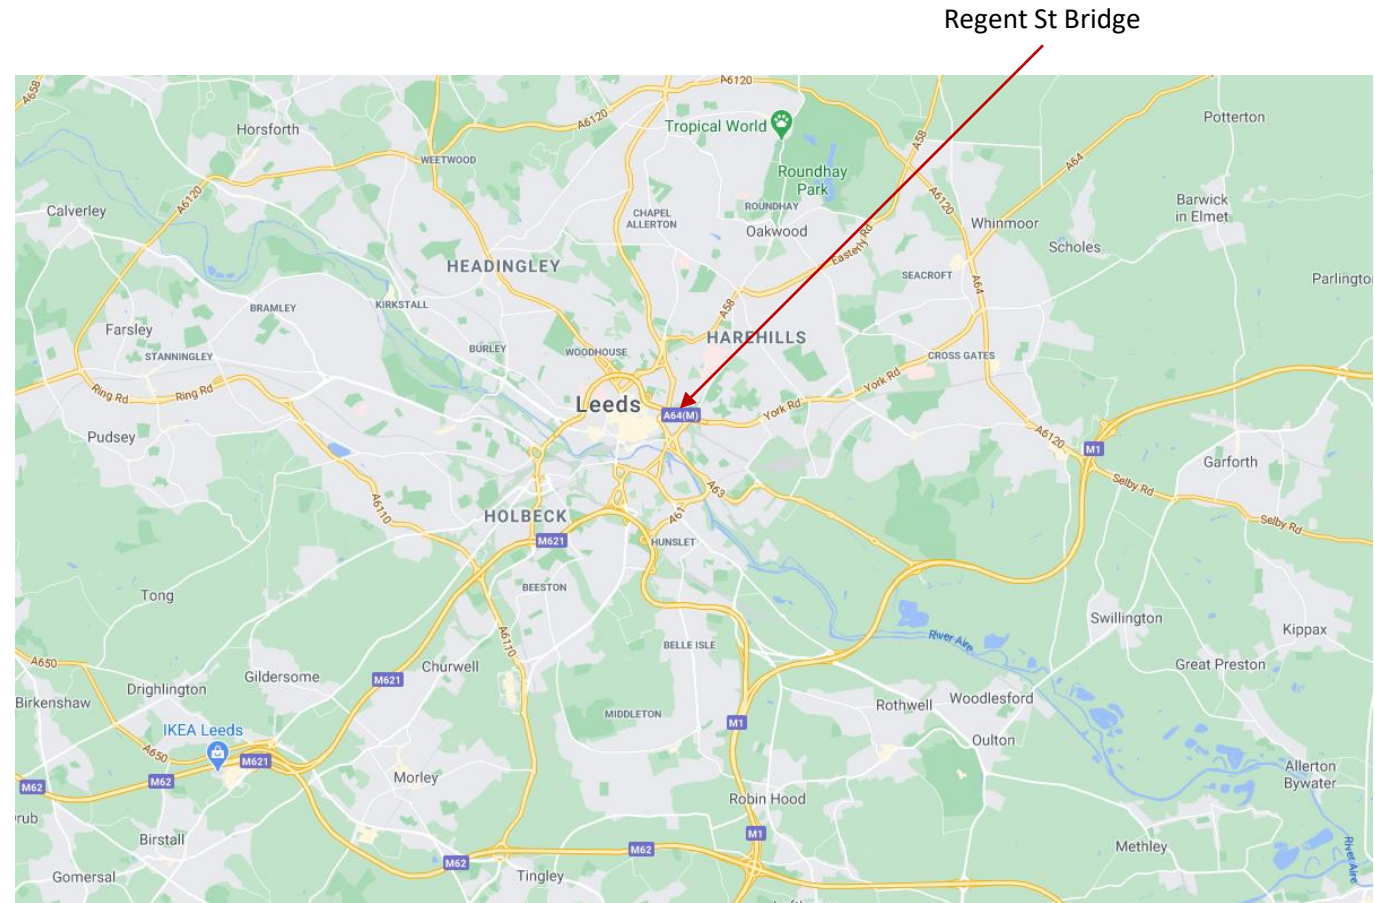 Regent St Bridge
A6120
A658
Potterton
Tropical World
A6120
Horsforth
A58
WEETWOOD
A64
Roundhay
Park
A6120
A6120
Barwick
in Elmet
Calverley
CHAPEL
ALLERTON
ROUNDHAY
Oakwood
Whinmoor
Scholes
Easterly Rd
HEADINGLEY
SEACROFT
A64
Parlingto
BRAMLEY
KIRKSTALL
A58
Farsley
HAREHILLS
STANNINGLEY
BURLEY
WOODHOUSE
CROSS GATES
York Rd
Ring Rd
Ring Rd
Leeds
A64(M)
York Rd
Pudsey
A6120
M1
Garforth
Selby Rd
A63
A6110
HOLBECK
A61
Selby Rd
M621
HUNSLET
BEESTON
Tong
Swillington
Kippax
River Aire
A6110
BELLE ISLE
A650
Churwell
Great Preston
Gildersome
M621
Drighlington
Birkenshaw
Rothwell
Woodlesford
MIDDLETON
M1
IKEA Leeds
Oulton
A650
M621
Allerton
Bywater
M62
M62
Morley
Robin Hood
rub
M1
Birstall
M62
M62
Methley
River Aire
Gomersal
Tingley